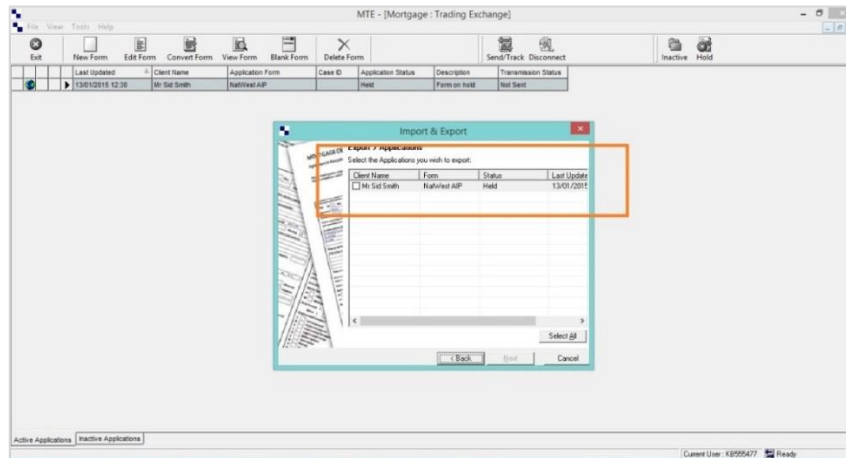 MTE - [Mortgage : Trading Exchange]
File View Tools Help
Exit New Form Edit Form Convert Form View Form Blank Form Delete Form Send/Track Disconnect Inactive Hold
Last Updated Client Name Application Form Case ID Application Status Description Transmission Status
13/01/2015 12:30 Mr Sid Smith NatWest AIP Held Form on hold Not Sent
Import & Export
Export > Applications
Select the Applications you wish to export:
Client Name Form Status Last Update
Mr Sid Smith NatWest AIP Held 13/01/2015
Select All
< Back Next Cancel
Active Applications Inactive Applications
Current User : KB555477 Ready